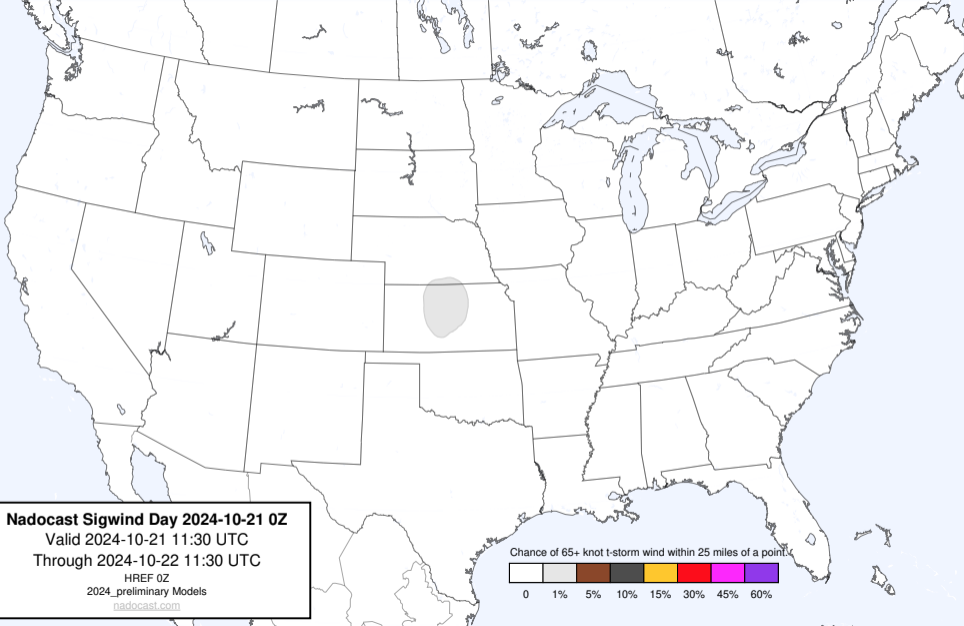 Nadocast Sigwind Day 2024-10-21 0Z
Valid 2024-10-21 11:30 UTC
Through 2024-10-22 11:30 UTC
HREF 0Z
2024_preliminary Models
nadocast.com
Chance of 65+ knot t-storm wind within 25 miles of a point.
0 1% 5% 10% 15% 30% 45% 60%